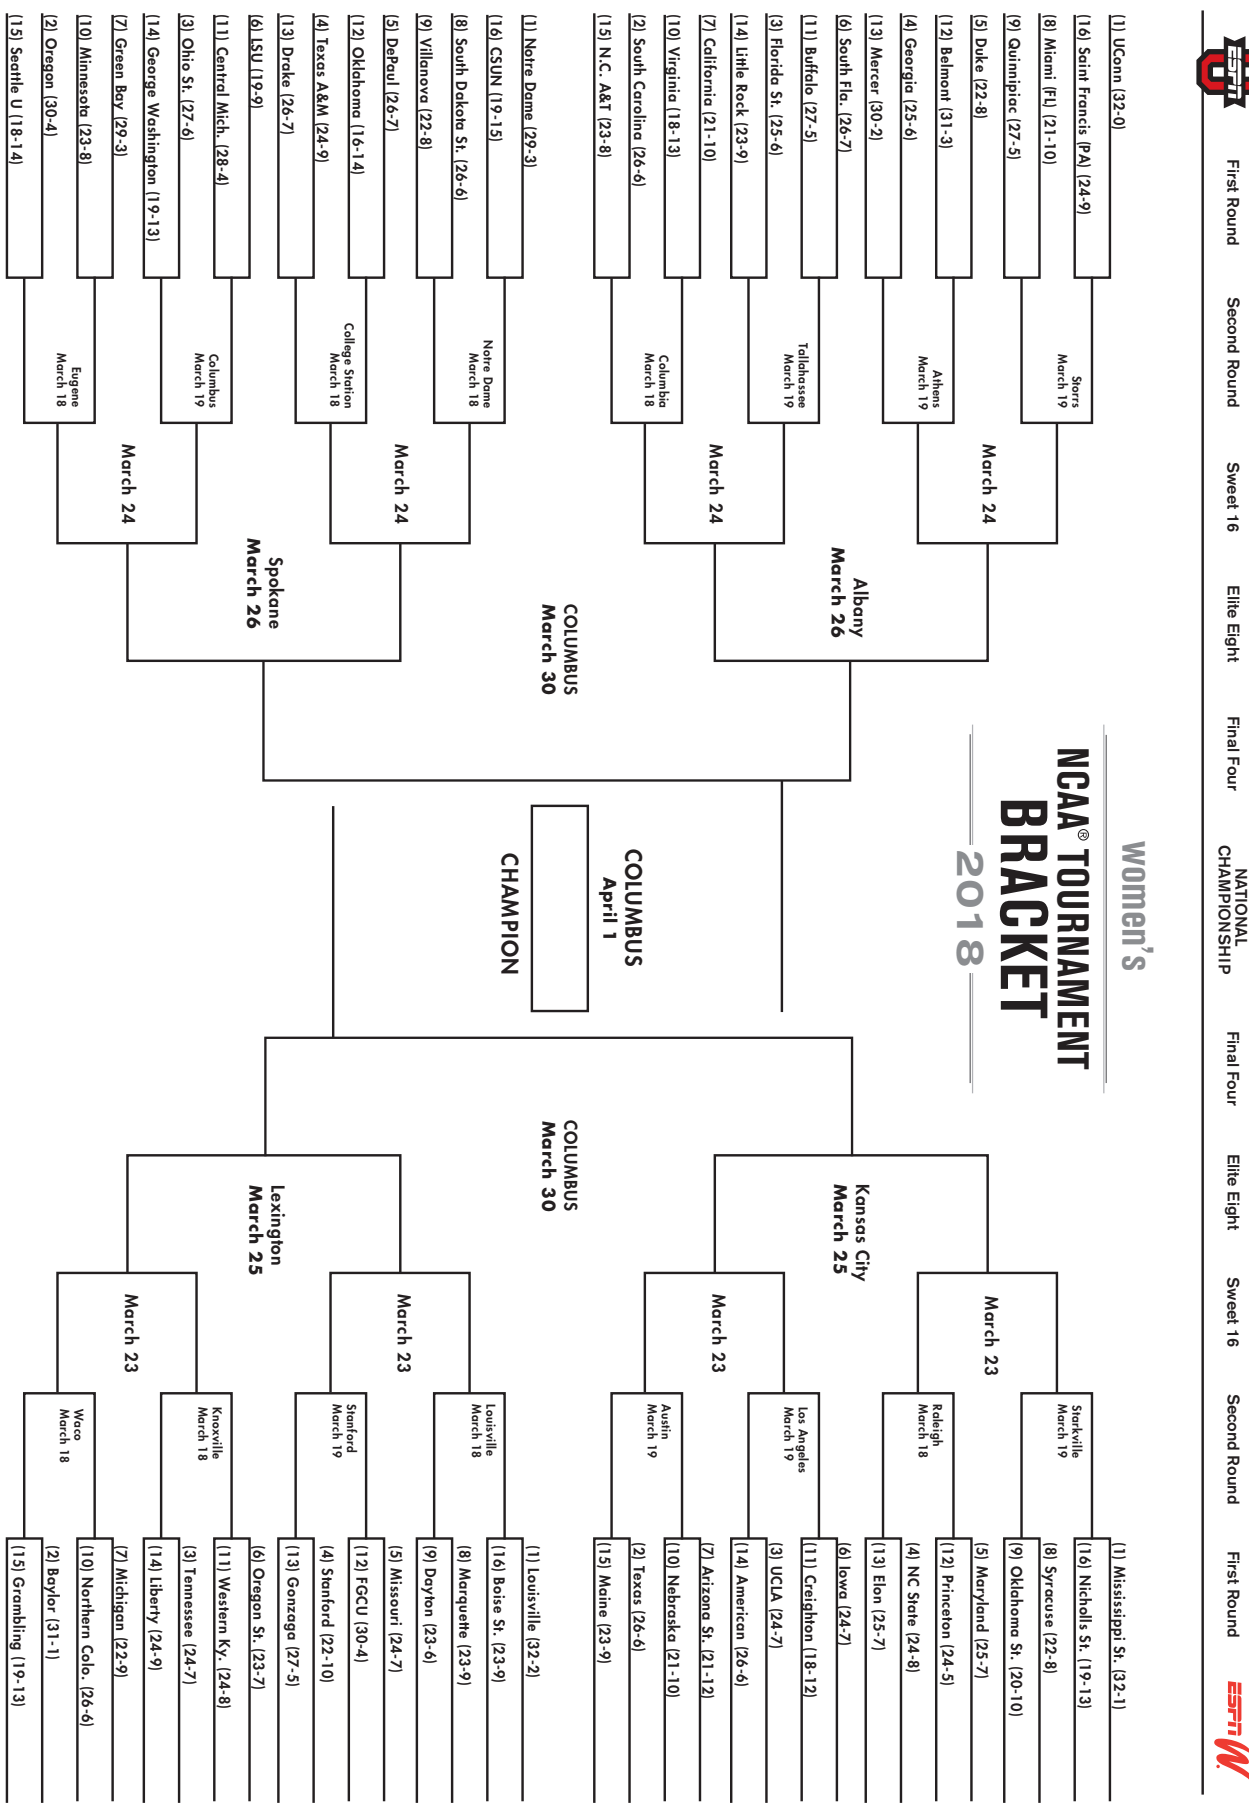 ESPN
U
First Round
Second Round
Sweet 16
Elite Eight
Final Four
NATIONAL
CHAMPIONSHIP
Final Four
Elite Eight
Sweet 16
Second Round
First Round
ESPN W.
women's
NCAA® TOURNAMENT
BRACKET
2018
(1) UConn (32-0)
(16) Saint Francis (PA) (24-9)
(8) Miami (FL) (21-10)
(9) Quinnipiac (27-5)
(5) Duke (22-8)
(12) Belmont (31-3)
(4) Georgia (25-6)
(13) Mercer (30-2)
(6) South Fla. (26-7)
(11) Buffalo (27-5)
(3) Florida St. (25-6)
(14) Little Rock (23-9)
(7) California (21-10)
(10) Virginia (18-13)
(2) South Carolina (26-6)
(15) N.C. A&T (23-8)
Storrs
March 19
Athens
March 19
Tallahassee
March 19
Columbia
March 18
March 24
March 24
Albany
March 26
(1) Notre Dame (29-3)
(16) CSUN (19-15)
(8) South Dakota St. (26-6)
(9) Villanova (22-8)
(5) DePaul (26-7)
(12) Oklahoma (16-14)
(4) Texas A&M (24-9)
(13) Drake (26-7)
(6) LSU (19-9)
(11) Central Mich. (28-4)
(3) Ohio St. (27-6)
(14) George Washington (19-13)
(7) Green Bay (29-3)
(10) Minnesota (23-8)
(2) Oregon (30-4)
(15) Seattle U (18-14)
Notre Dame
March 18
College Station
March 18
Columbus
March 19
Eugene
March 18
March 24
March 24
Spokane
March 26
COLUMBUS
March 30
COLUMBUS
April 1
CHAMPION
COLUMBUS
March 30
Kansas City
March 25
March 23
March 23
Starkville
March 19
Raleigh
March 18
Los Angeles
March 19
Austin
March 19
(1) Mississippi St. (32-1)
(16) Nicholls St. (19-13)
(8) Syracuse (22-8)
(9) Oklahoma St. (20-10)
(5) Maryland (25-7)
(12) Princeton (24-5)
(4) NC State (24-8)
(13) Elon (25-7)
(6) Iowa (24-7)
(11) Creighton (18-12)
(3) UCLA (24-7)
(14) American (26-6)
(7) Arizona St. (21-12)
(10) Nebraska (21-10)
(2) Texas (26-6)
(15) Maine (23-9)
Lexington
March 25
March 23
March 23
Louisville
March 18
Stanford
March 19
Knoxville
March 18
Waco
March 18
(1) Louisville (32-2)
(16) Boise St. (23-9)
(8) Marquette (23-9)
(9) Dayton (23-6)
(5) Missouri (24-7)
(12) FGCU (30-4)
(4) Stanford (22-10)
(13) Gonzaga (27-5)
(6) Oregon St. (23-7)
(11) Western Ky. (24-8)
(3) Tennessee (24-7)
(14) Liberty (24-9)
(7) Michigan (22-9)
(10) Northern Colo. (26-6)
(2) Baylor (31-1)
(15) Grambling (19-13)